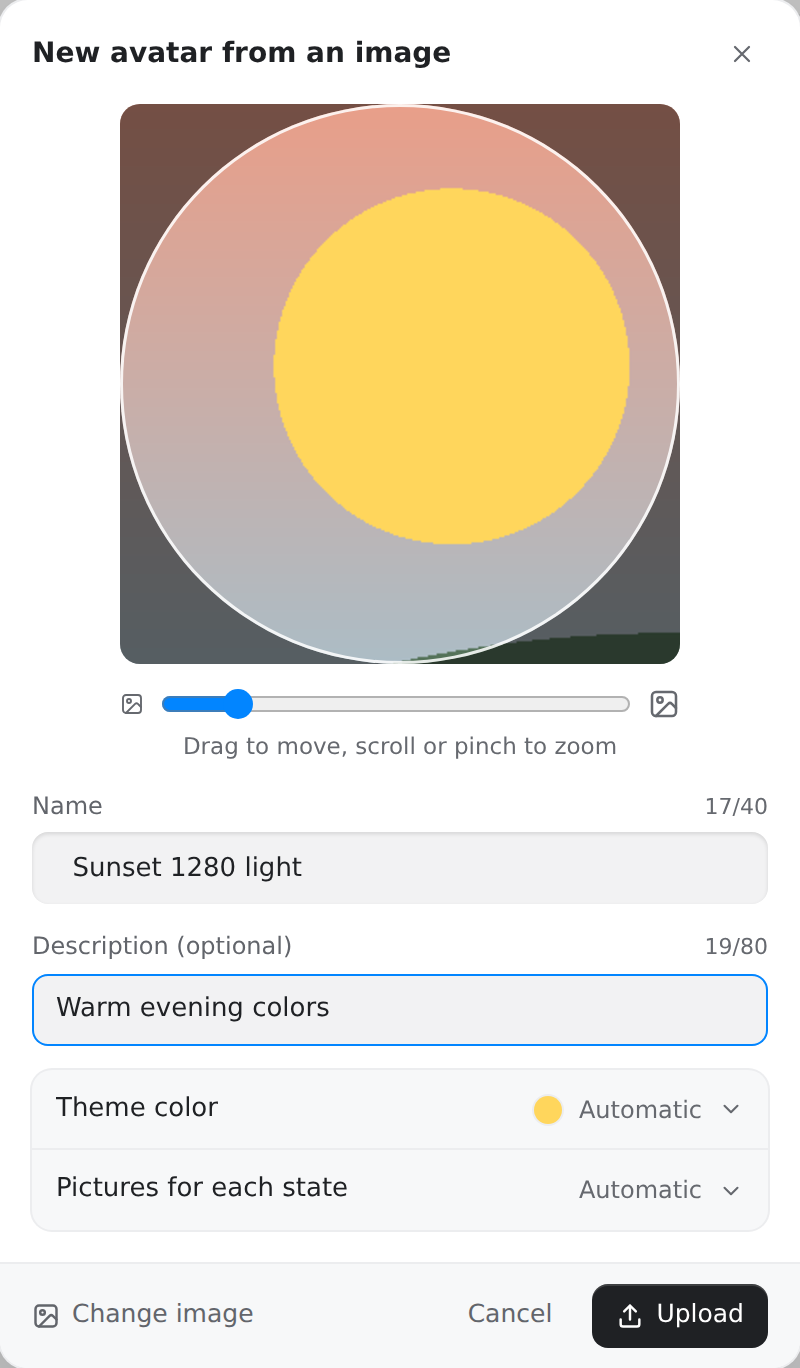 New avatar from an image
Drag to move, scroll or pinch to zoom
Name 17/40
Sunset 1280 light
Description (optional) 19/80
Warm evening colors
Theme color Automatic
Pictures for each state Automatic
Change image Cancel Upload